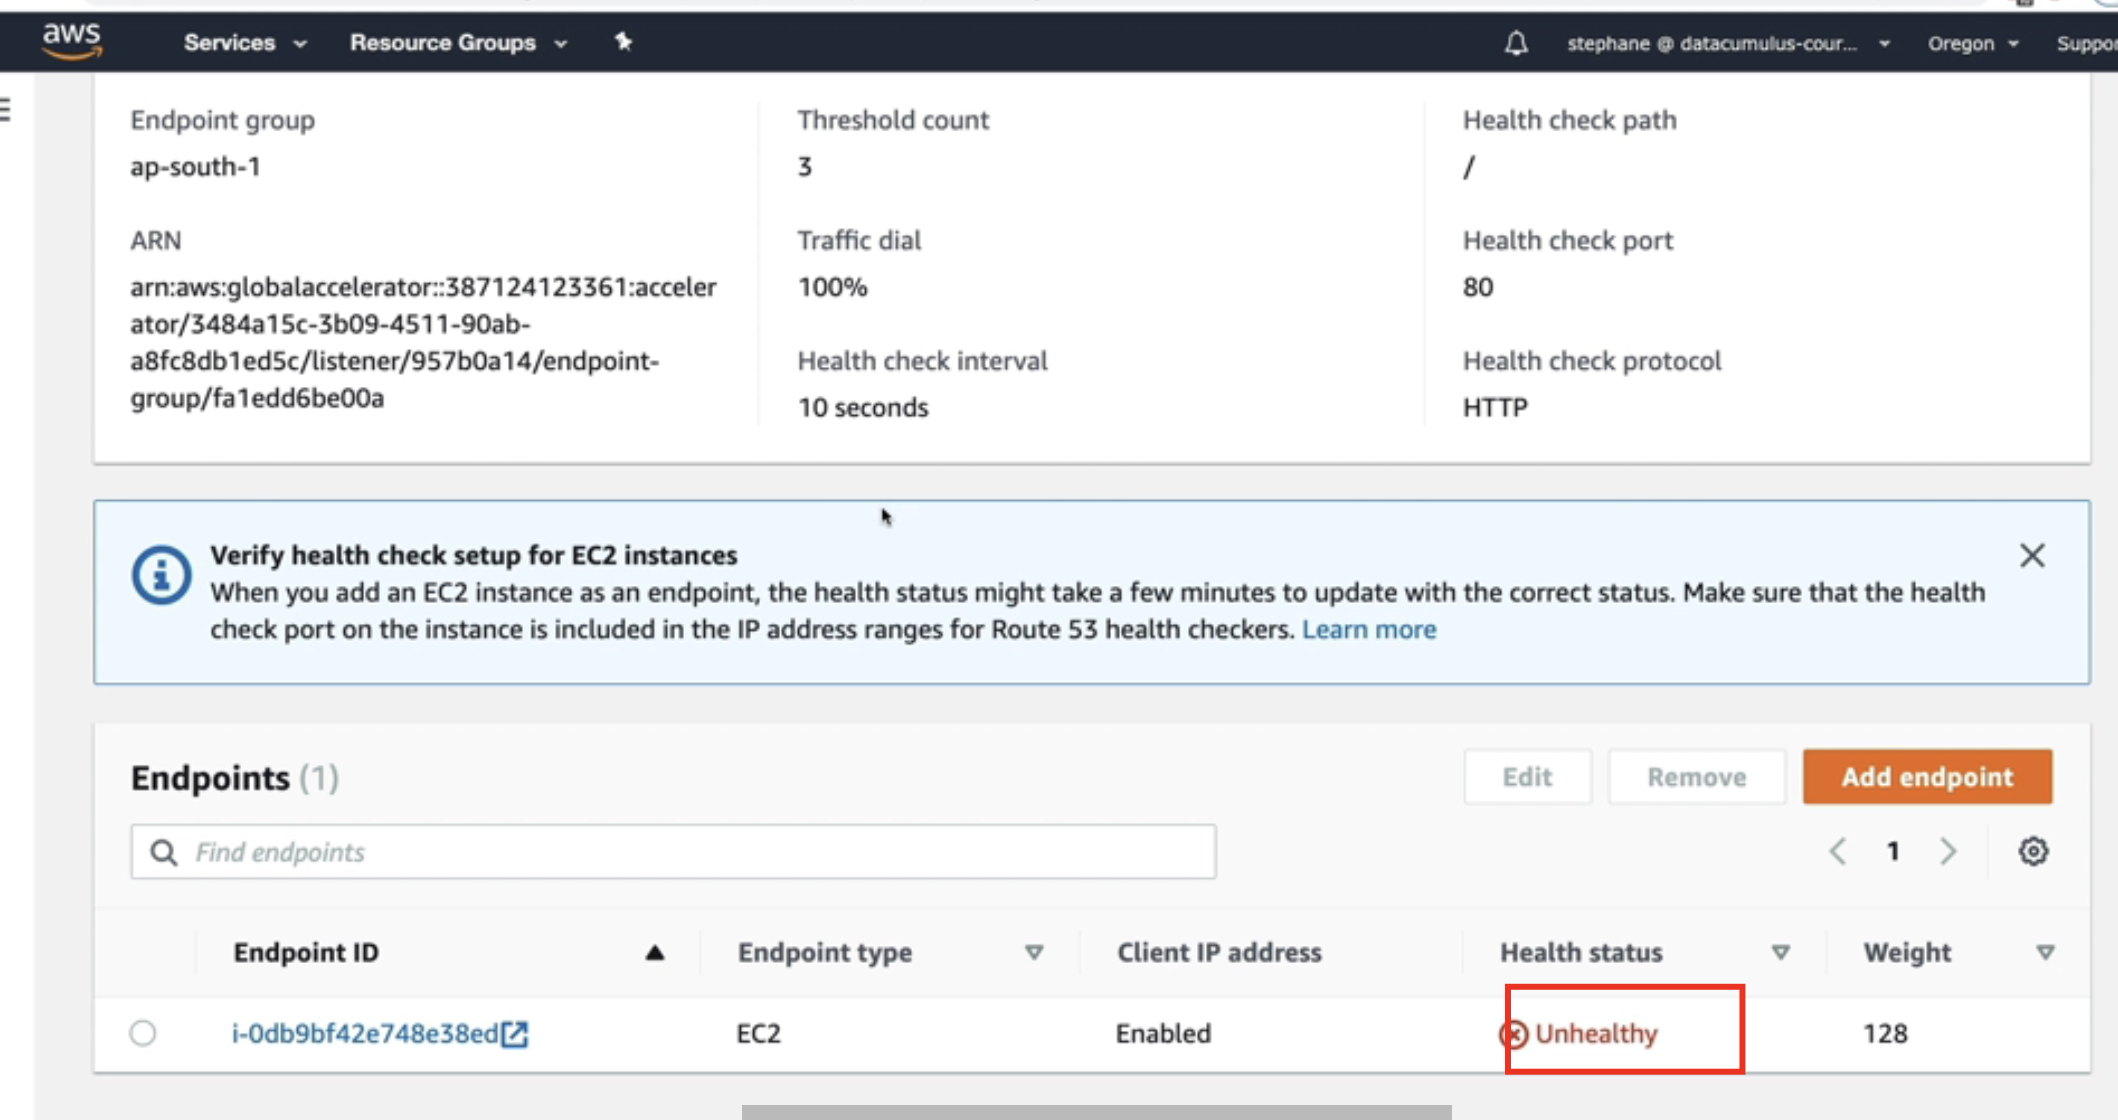 aws Services Resource Groups stephane @ datacumulus-cour... Oregon Suppor
Endpoint group
ap-south-1
ARN
arn:aws:globalaccelerator::387124123361:acceler
ator/3484a15c-3b09-4511-90ab-
a8fc8db1ed5c/listener/957b0a14/endpoint-
group/fa1edd6be00a
Threshold count
3
Traffic dial
100%
Health check interval
10 seconds
Health check path
/
Health check port
80
Health check protocol
HTTP
Verify health check setup for EC2 instances
When you add an EC2 instance as an endpoint, the health status might take a few minutes to update with the correct status. Make sure that the health
check port on the instance is included in the IP address ranges for Route 53 health checkers. Learn more
Endpoints (1)
Edit Remove Add endpoint
Find endpoints
1
Endpoint ID Endpoint type Client IP address Health status Weight
i-0db9bf42e748e38ed EC2 Enabled Unhealthy 128